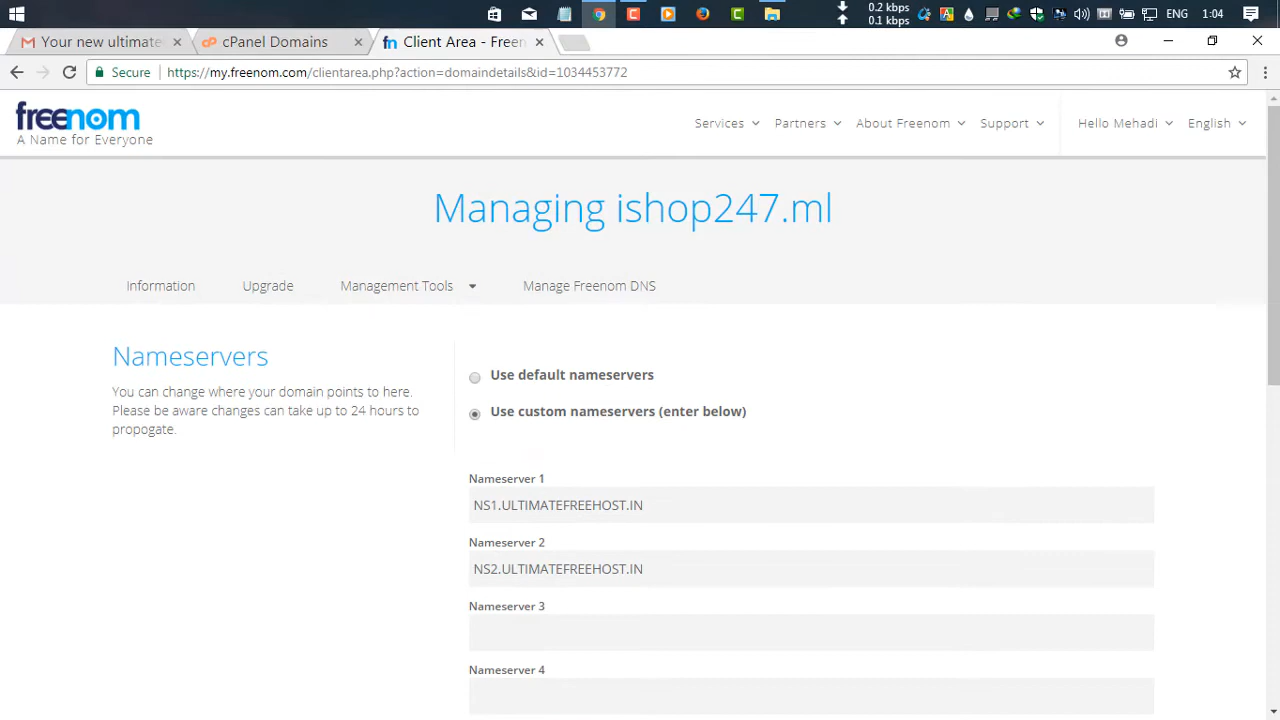 ENG 1:04
0.2 kbps
0.1 kbps
Your new ultimate
cPanel Domains
Client Area - Freen
Secure https://my.freenom.com/clientarea.php?action=domaindetails&id=1034453772
freenom
A Name for Everyone
Services Partners About Freenom Support Hello Mehadi English
Managing ishop247.ml
Information Upgrade Management Tools Manage Freenom DNS
Nameservers
You can change where your domain points to here.
Please be aware changes can take up to 24 hours to
propogate.
Use default nameservers
Use custom nameservers (enter below)
Nameserver 1
NS1.ULTIMATEFREEHOST.IN
Nameserver 2
NS2.ULTIMATEFREEHOST.IN
Nameserver 3
Nameserver 4